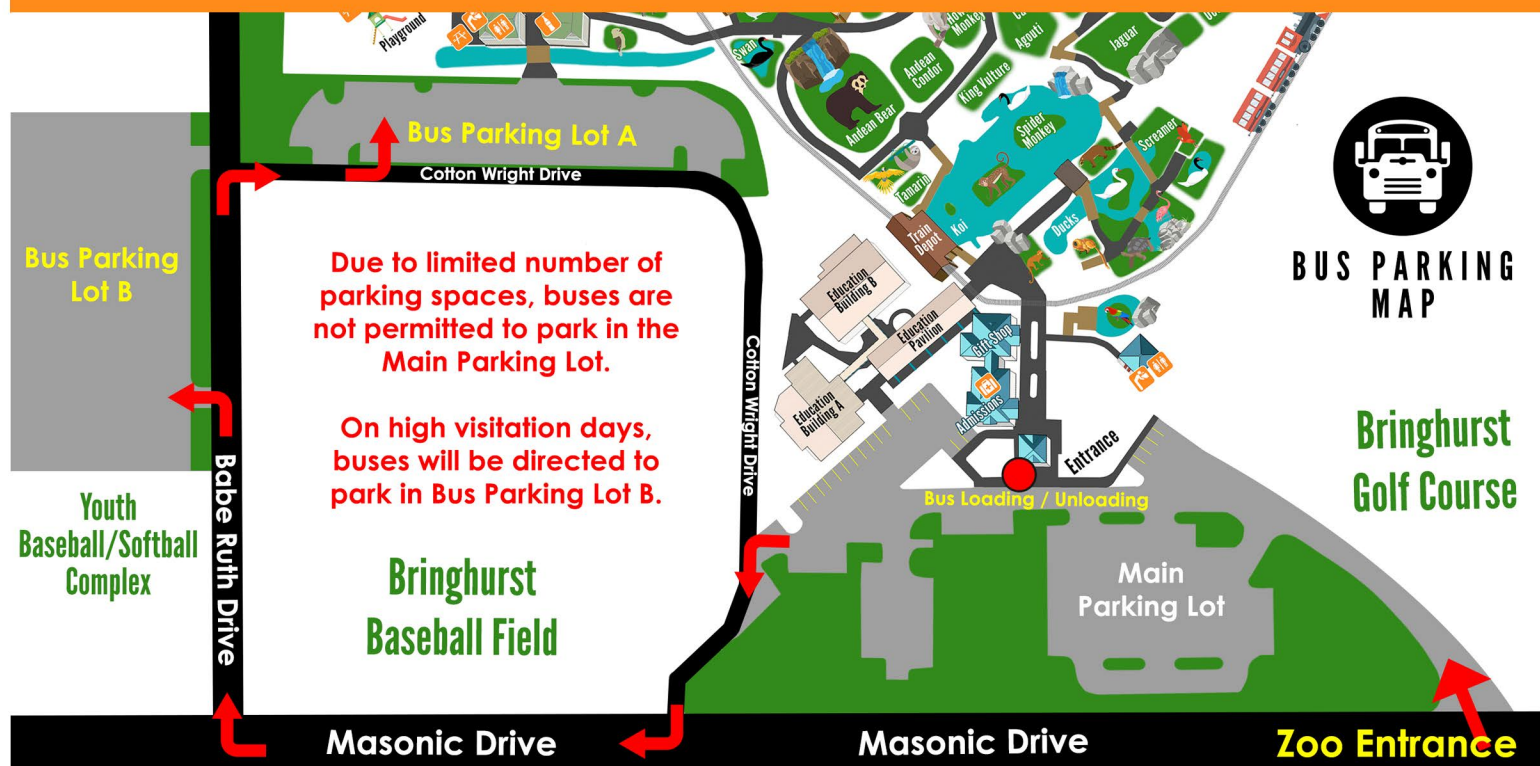 Playground
Swan
Andean Bear
Andean
Condor
King Vulture
Monkey
Agouti
Jaguar
Spider
Monkey
Screamer
Tamarin
Train
Depot
Koi
Ducks
Bus Parking Lot A
Cotton Wright Drive
Bus Parking
Lot B
Due to limited number of
parking spaces, buses are
not permitted to park in the
Main Parking Lot.
On high visitation days,
buses will be directed to
park in Bus Parking Lot B.
Cotton Wright Drive
Education
Building B
Education
Pavilion
Gift Shop
Education
Building A
Admissions
Entrance
Bus Loading / Unloading
BUS PARKING
MAP
Bringhurst
Golf Course
Youth
Baseball/Softball
Complex
Babe Ruth Drive
Bringhurst
Baseball Field
Main
Parking Lot
Masonic Drive
Masonic Drive
Zoo Entrance